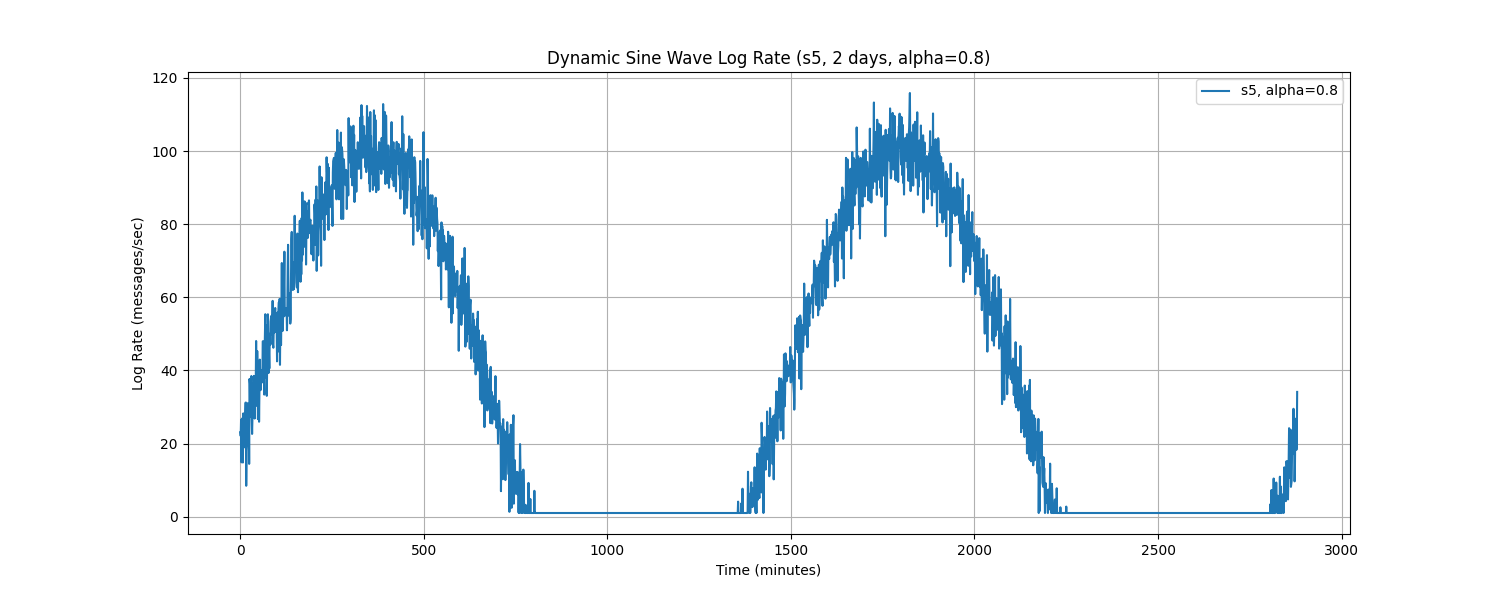 Dynamic Sine Wave Log Rate (s5, 2 days, alpha=0.8)
s5, alpha=0.8
Log Rate (messages/sec)
120
100
80
60
40
20
0
0 500 1000 1500 2000 2500 3000
Time (minutes)